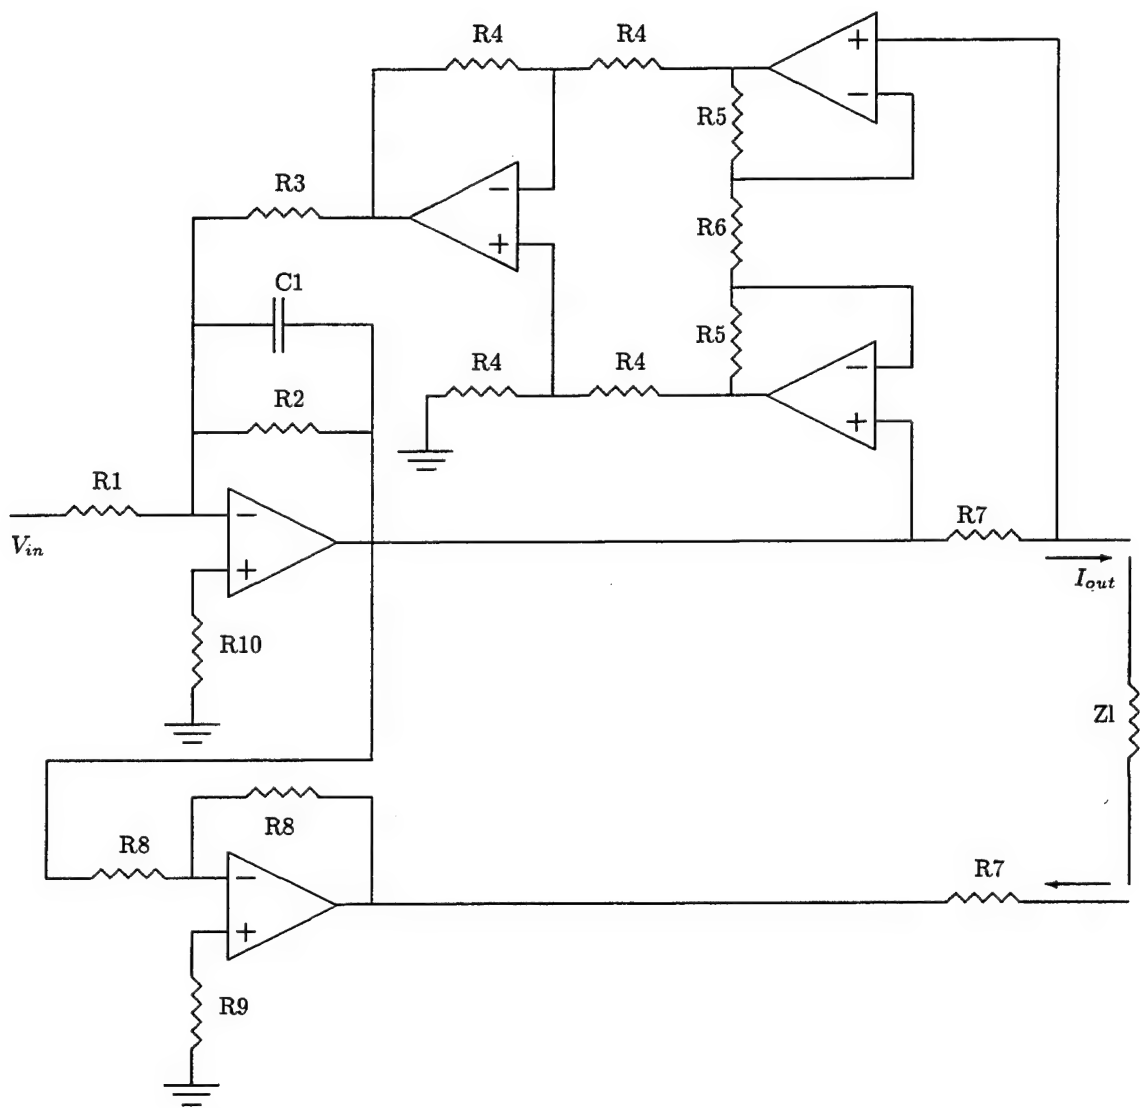 R4
R4
+
−
R5
R3
−
+
R6
C1
R5
R4
R4
−
+
R2
R1
−
R7
V_in
+
I_out
R10
Zl
R8
R8
−
R7
+
R9